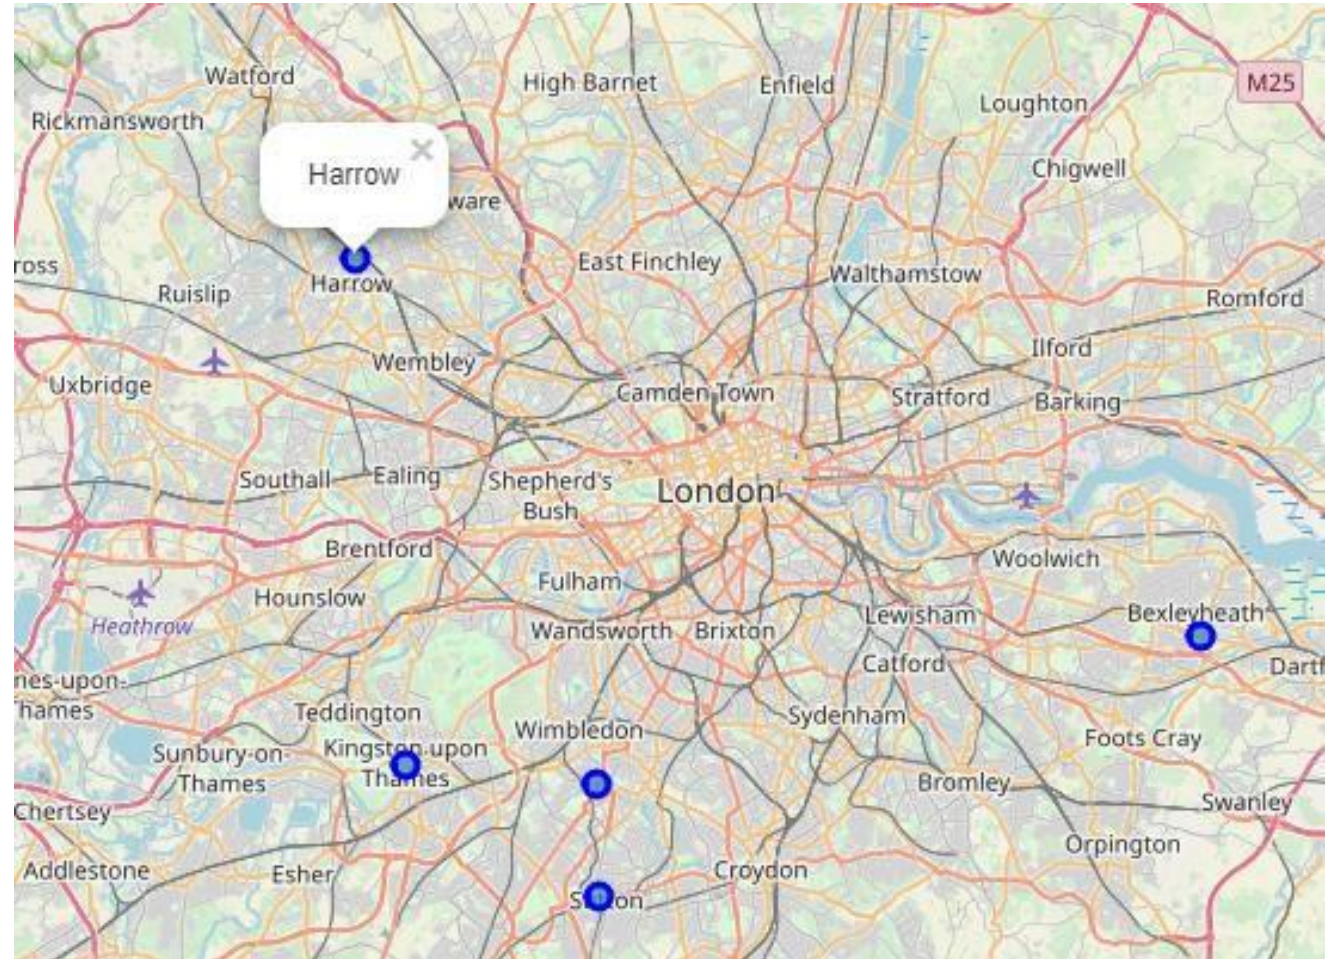 Watford
High Barnet
Enfield
M25
Loughton
Rickmansworth
Harrow
×
Chigwell
ware
ross
East Finchley
Walthamstow
Harrow
Ruislip
Romford
Ilford
Wembley
Uxbridge
Camden Town
Stratford
Barking
Southall
Ealing
Shepherd's
Bush
London
Brentford
Woolwich
Fulham
Hounslow
Heathrow
Wandsworth
Brixton
Lewisham
Bexleyheath
Catford
Dartf
nes-upon-
Thames
Teddington
Sydenham
Wimbledon
Foots Cray
Sunbury-on-
Thames
Kingston upon
Thames
Bromley
Swanley
Chertsey
Orpington
Addlestone
Esher
Croydon